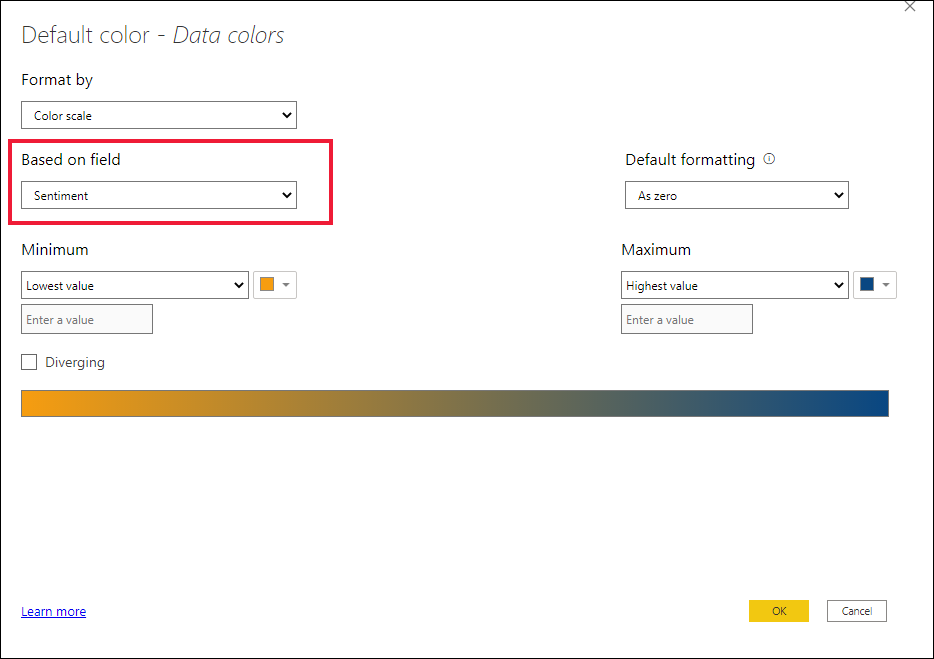 Default color - Data colors
Format by
Color scale
Based on field
Sentiment
Default formatting
As zero
Minimum
Lowest value
Enter a value
Maximum
Highest value
Enter a value
Diverging
Learn more
OK
Cancel